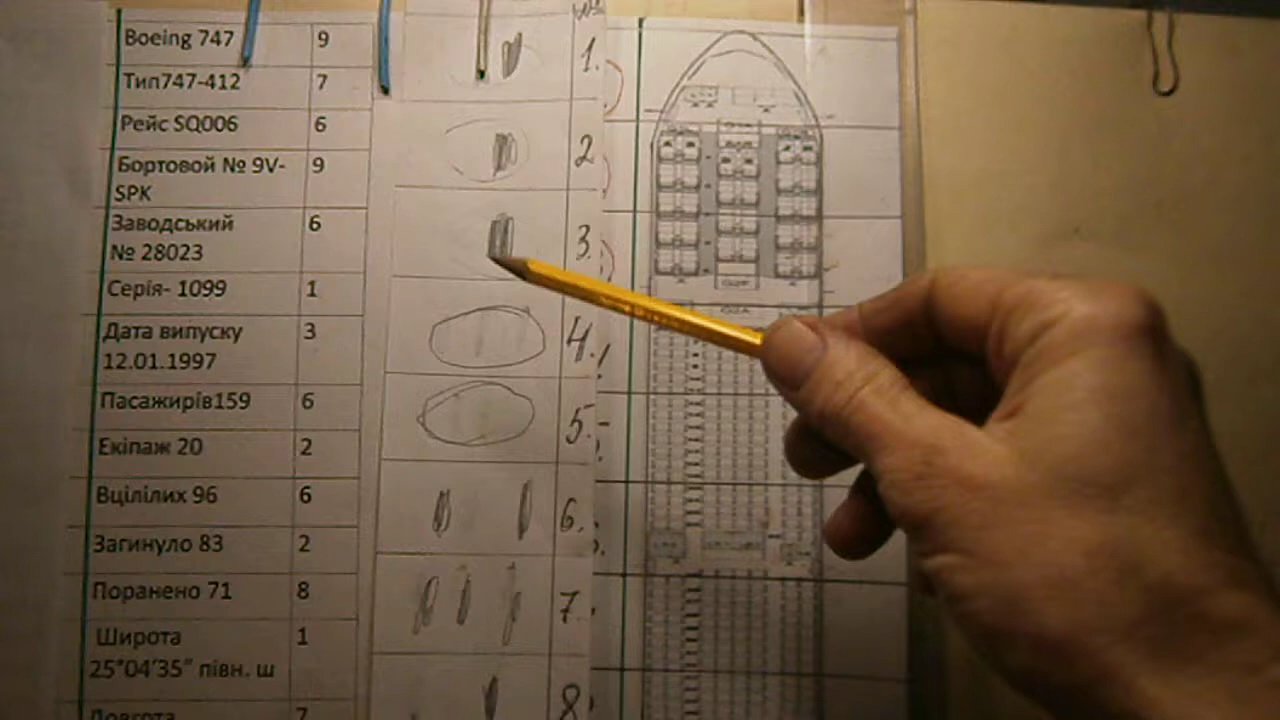 Boeing 747 9
Тип747-412 7
Рейс SQ006 6
Бортовой № 9V- 9
SPK
Заводський 6
№ 28023
Серія- 1099 1
Дата випуску 3
12.01.1997
Пасажирів159 6
Екіпаж 20 2
Вцілілих 96 6
Загинуло 83 2
Поранено 71 8
Широта 1
25°04′35″ півн. ш
Довгота 7
1.
2
3.
4.
5.
6.
7.
8.